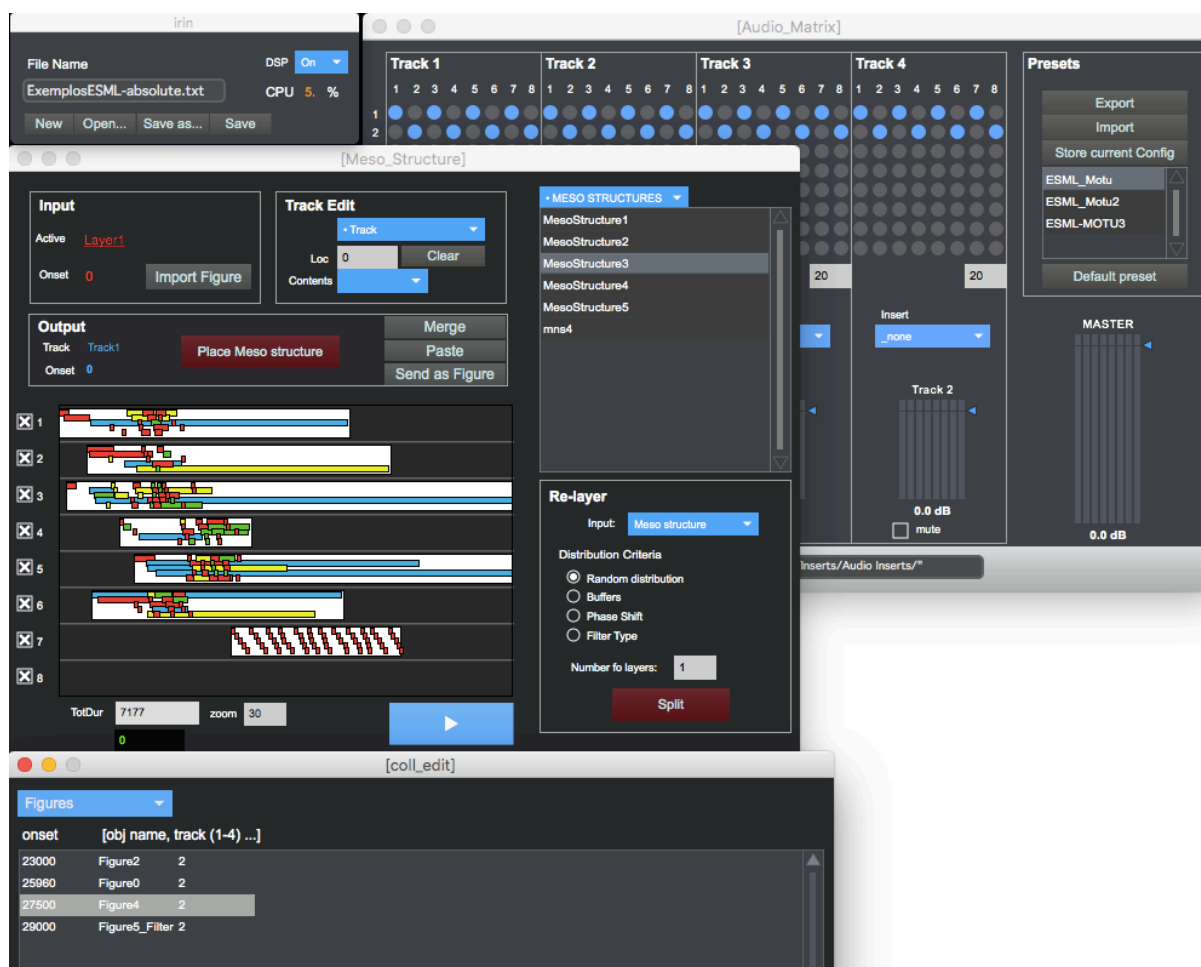 irin
File Name
DSP On
ExemplosESML-absolute.txt
CPU 5. %
New Open... Save as... Save
[Audio_Matrix]
Track 1 Track 2 Track 3 Track 4
1 2 3 4 5 6 7 8 1 2 3 4 5 6 7 8 1 2 3 4 5 6 7 8 1 2 3 4 5 6 7 8
1
2
20 20
Insert
_none
Track 2
0.0 dB
mute
Inserts/Audio Inserts/"
Presets
Export
Import
Store current Config
ESML_Motu
ESML_Motu2
ESML-MOTU3
Default preset
MASTER
0.0 dB
[Meso_Structure]
Input
Active Layer1
Onset 0 Import Figure
Track Edit
• Track
Loc 0 Clear
Contents
Output
Track Track1
Onset 0
Place Meso structure
Merge
Paste
Send as Figure
• MESO STRUCTURES
MesoStructure1
MesoStructure2
MesoStructure3
MesoStructure4
MesoStructure5
mns4
1
2
3
4
5
6
7
8
TotDur 7177 zoom 30
0
Re-layer
Input: Meso structure
Distribution Criteria
Random distribution
Buffers
Phase Shift
Filter Type
Number fo layers: 1
Split
[coll_edit]
Figures
onset [obj name, track (1-4) ...]
23000 Figure2 2
25960 Figure0 2
27500 Figure4 2
29000 Figure5_Filter 2